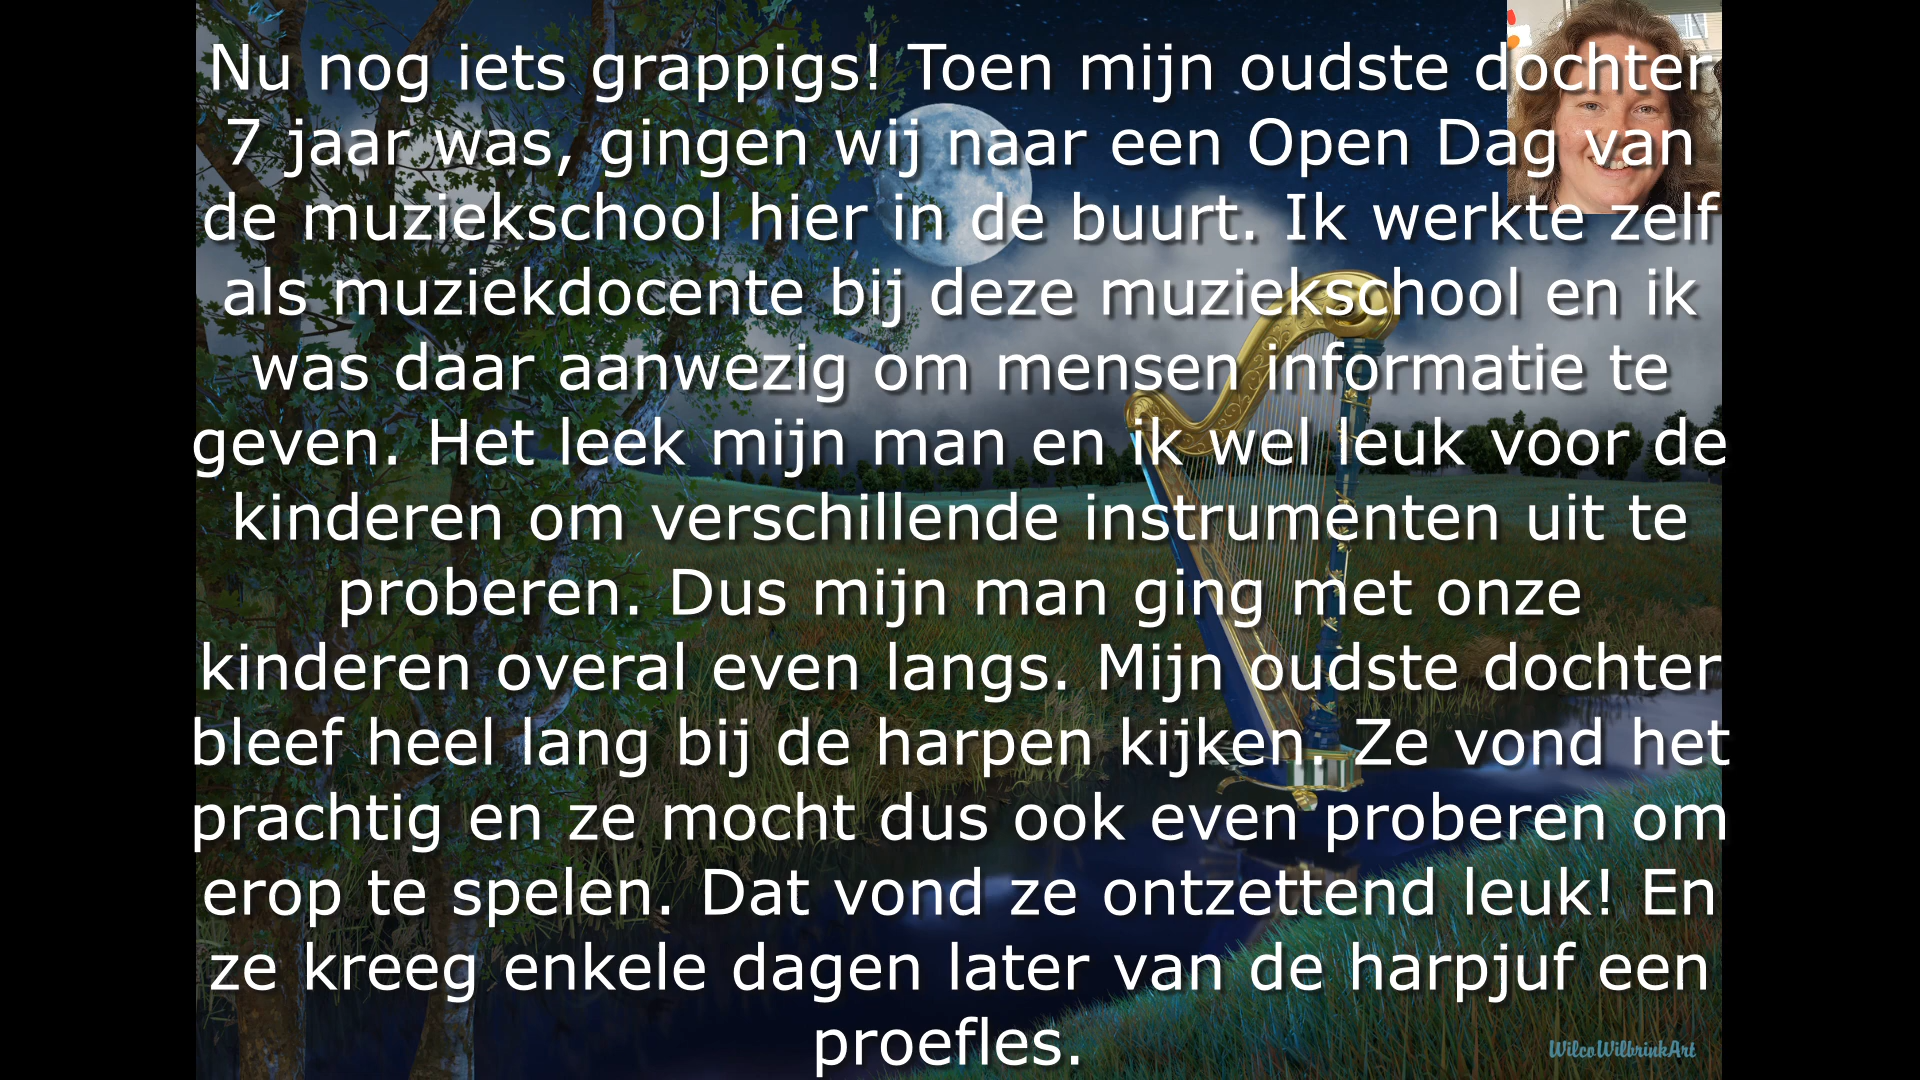 Nu nog iets grappigs! Toen mijn oudste dochter
7 jaar was, gingen wij naar een Open Dag van
de muziekschool hier in de buurt. Ik werkte zelf
als muziekdocente bij deze muziekschool en ik
was daar aanwezig om mensen informatie te
geven. Het leek mijn man en ik wel leuk voor de
kinderen om verschillende instrumenten uit te
proberen. Dus mijn man ging met onze
kinderen overal even langs. Mijn oudste dochter
bleef heel lang bij de harpen kijken. Ze vond het
prachtig en ze mocht dus ook even proberen om
erop te spelen. Dat vond ze ontzettend leuk! En
ze kreeg enkele dagen later van de harpjuf een
proefles.
WilcoWilbrinkArt